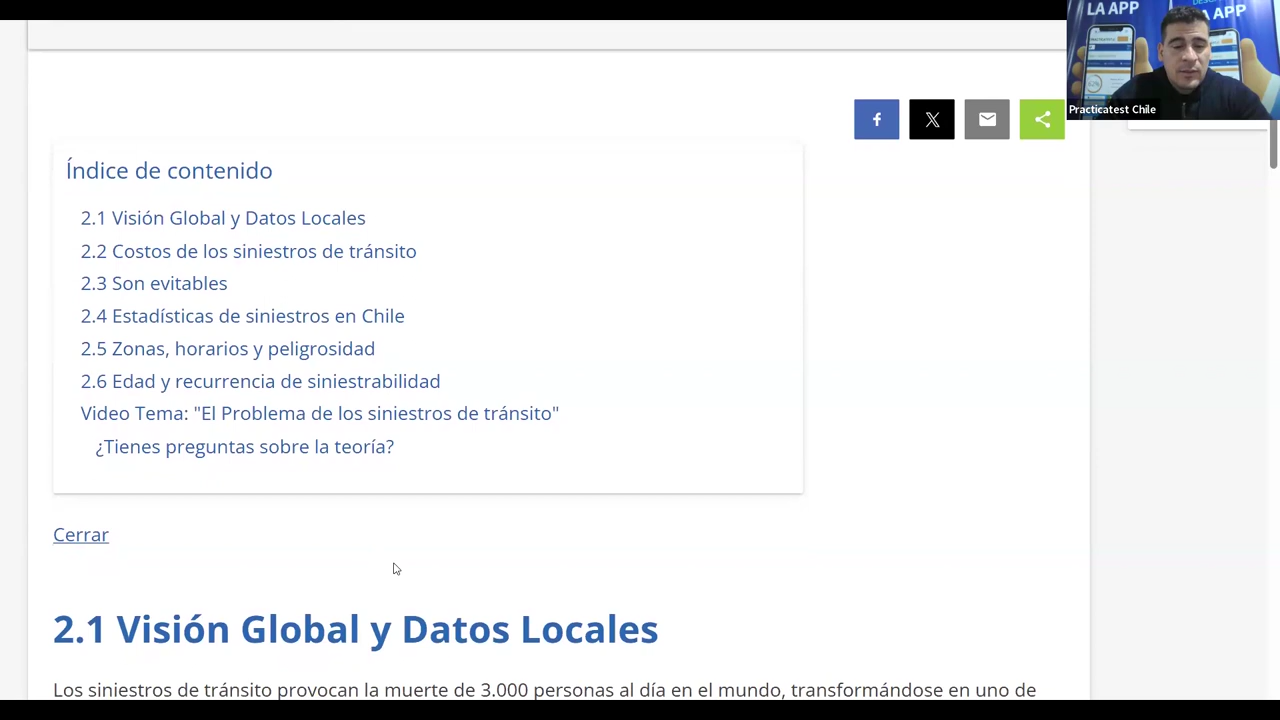 LA APP
LA APP
Practicatest Chile
Índice de contenido
2.1 Visión Global y Datos Locales
2.2 Costos de los siniestros de tránsito
2.3 Son evitables
2.4 Estadísticas de siniestros en Chile
2.5 Zonas, horarios y peligrosidad
2.6 Edad y recurrencia de siniestrabilidad
Video Tema: "El Problema de los siniestros de tránsito"
¿Tienes preguntas sobre la teoría?
Cerrar
2.1 Visión Global y Datos Locales
Los siniestros de tránsito provocan la muerte de 3.000 personas al día en el mundo, transformándose en uno de